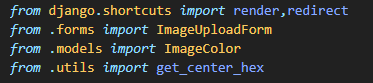 from django.shortcuts import render,redirect
from .forms import ImageUploadForm
from .models import ImageColor
from .utils import get_center_hex